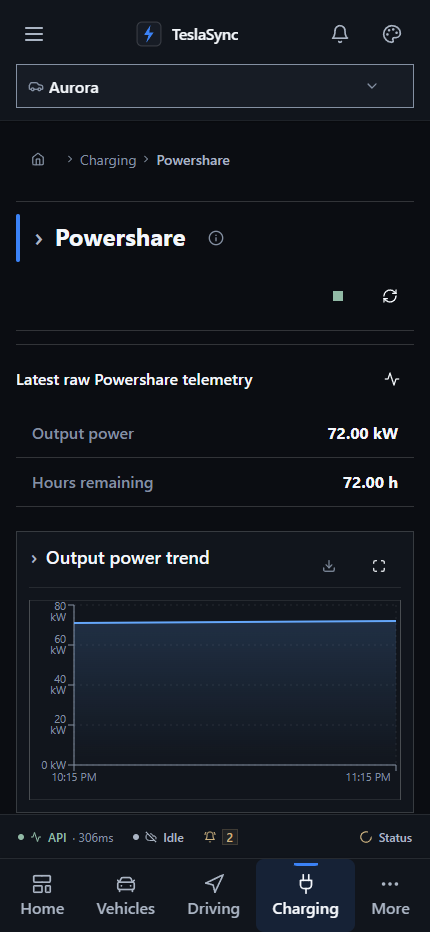 TeslaSync
Aurora
Charging
Powershare
Powershare
Latest raw Powershare telemetry
Output power 72.00 kW
Hours remaining 72.00 h
Output power trend
80
kW
60
kW
40
kW
20
kW
0 kW
10:15 PM 11:15 PM
API · 306ms Idle 2 Status
Home Vehicles Driving Charging More